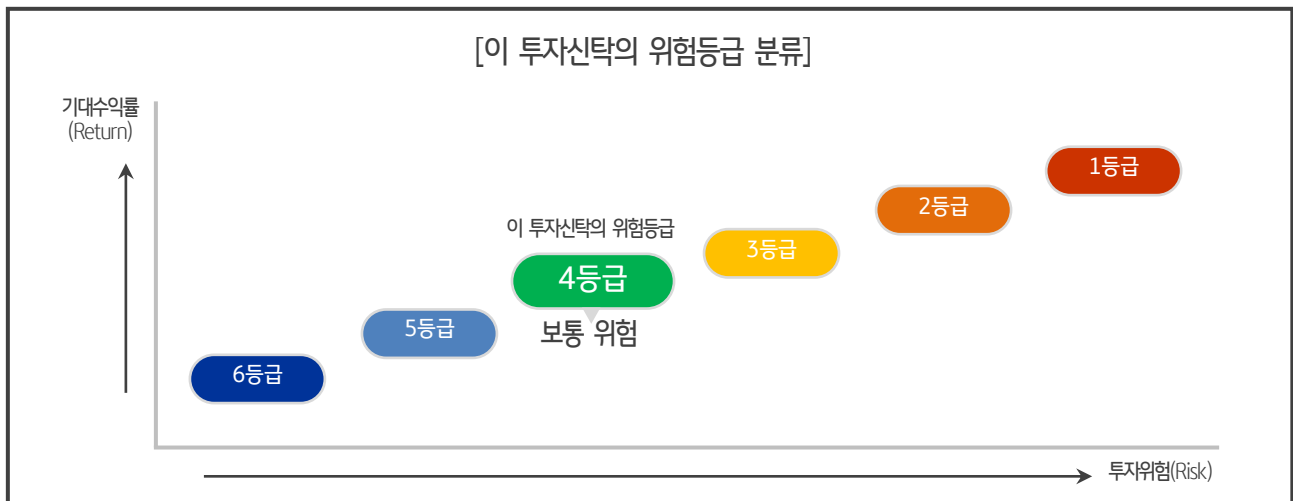 [이 투자신탁의 위험등급 분류]
기대수익률
(Return)
1등급
2등급
이 투자신탁의 위험등급
3등급
4등급
5등급
보통 위험
6등급
투자위험(Risk)